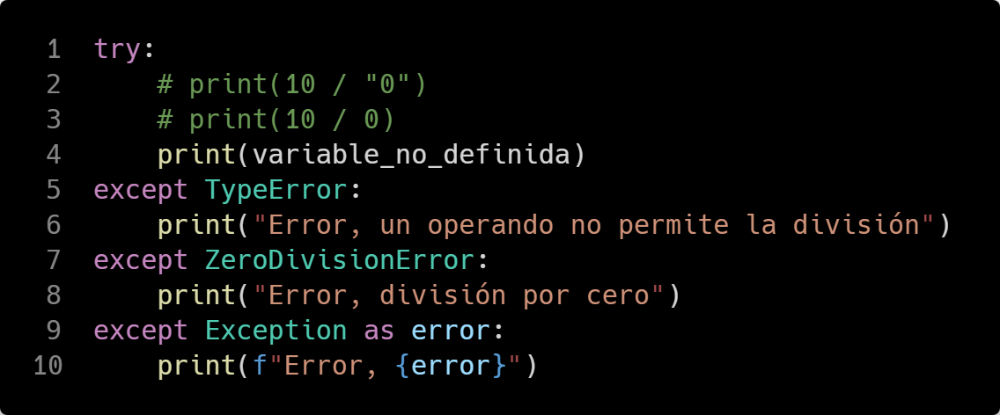 1 try:
2     # print(10 / "0")
3     # print(10 / 0)
4     print(variable_no_definida)
5 except TypeError:
6     print("Error, un operando no permite la división")
7 except ZeroDivisionError:
8     print("Error, división por cero")
9 except Exception as error:
10     print(f"Error, {error}")